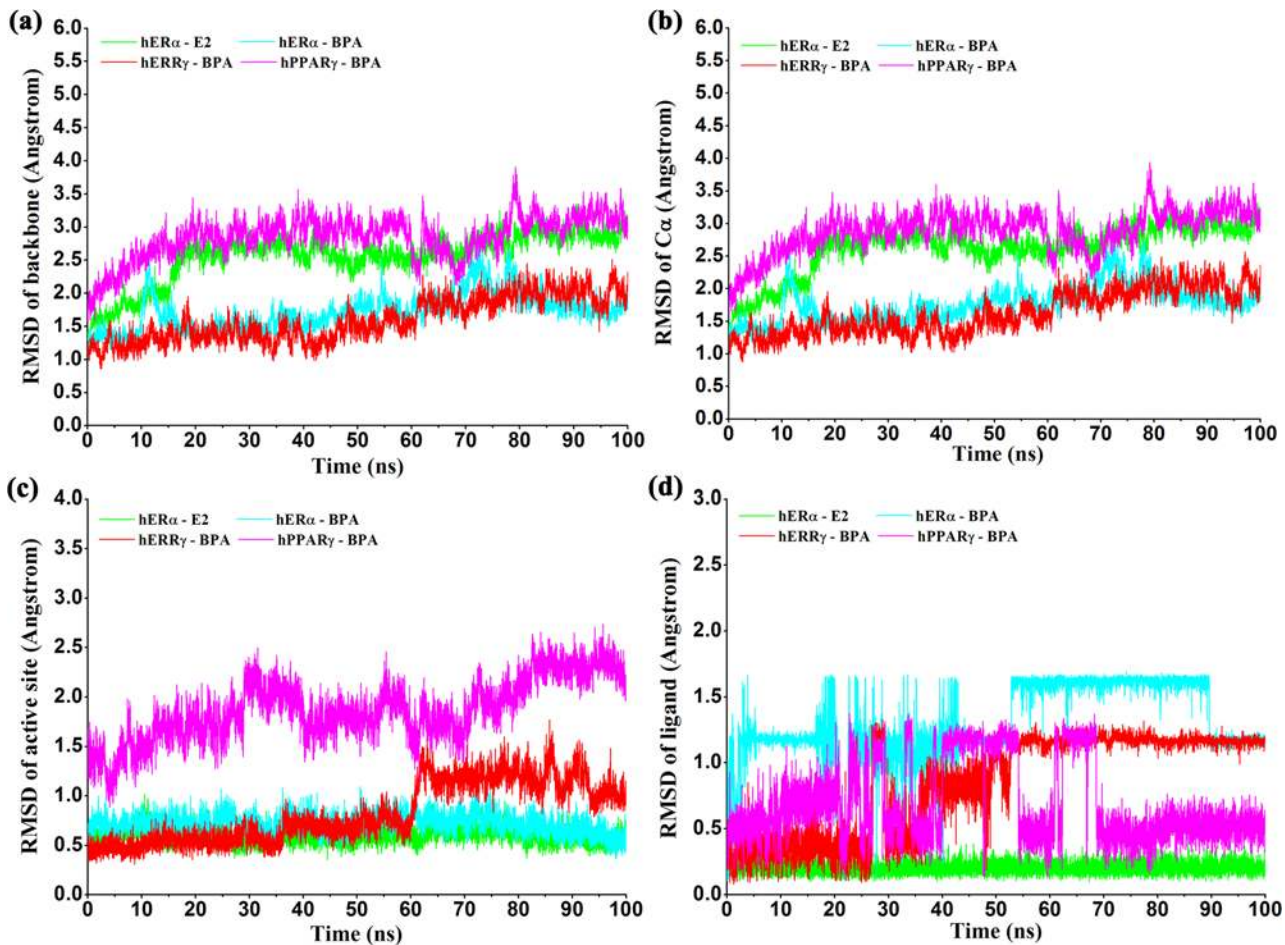 (a)
hERα - E2 hERα - BPA
hERRγ - BPA hPPARγ - BPA
RMSD of backbone (Angstrom)
6.0
5.5
5.0
4.5
4.0
3.5
3.0
2.5
2.0
1.5
1.0
0.5
0.0
0 10 20 30 40 50 60 70 80 90 100
Time (ns)
(b)
hERα - E2 hERα - BPA
hERRγ - BPA hPPARγ - BPA
RMSD of Cα (Angstrom)
6.0
5.5
5.0
4.5
4.0
3.5
3.0
2.5
2.0
1.5
1.0
0.5
0.0
0 10 20 30 40 50 60 70 80 90 100
Time (ns)
(c)
hERα - E2 hERα - BPA
hERRγ - BPA hPPARγ - BPA
RMSD of active site (Angstrom)
4.0
3.5
3.0
2.5
2.0
1.5
1.0
0.5
0.0
0 10 20 30 40 50 60 70 80 90 100
Time (ns)
(d)
hERα - E2 hERα - BPA
hERRγ - BPA hPPARγ - BPA
RMSD of ligand (Angstrom)
3.0
2.5
2.0
1.5
1.0
0.5
0.0
0 10 20 30 40 50 60 70 80 90 100
Time (ns)